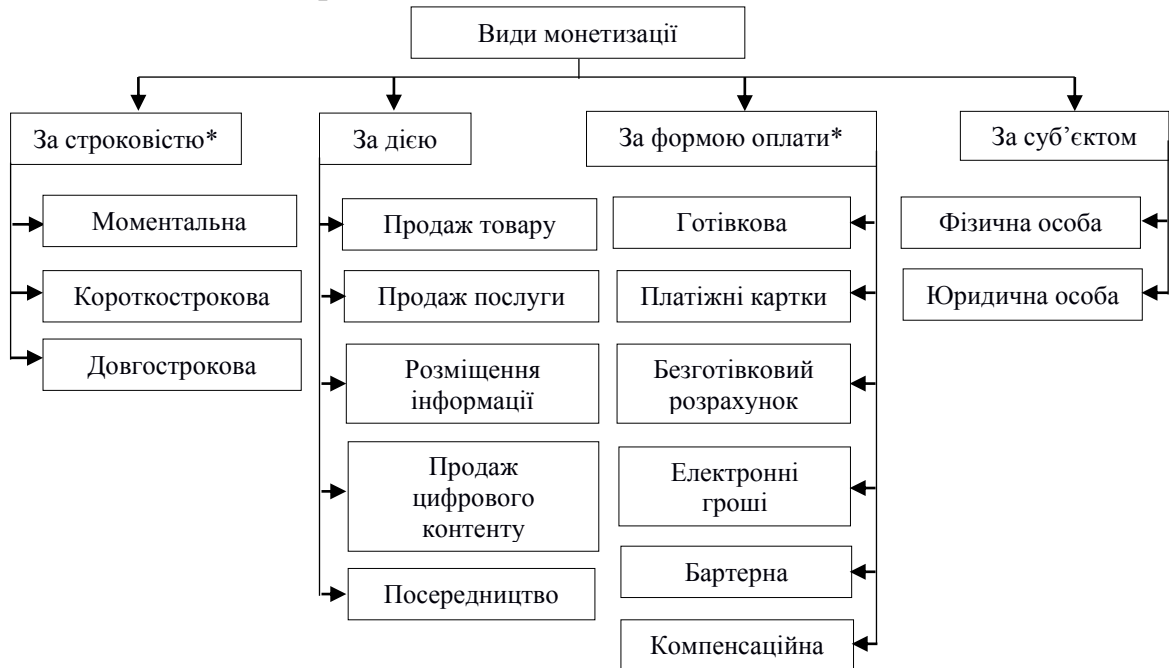 Види монетизації
За строковістю*
За дією
За формою оплати*
За суб’єктом
Моментальна
Короткострокова
Довгострокова
Продаж товару
Продаж послуги
Розміщення
інформації
Продаж
цифрового
контенту
Посередництво
Готівкова
Платіжні картки
Безготівковий
розрахунок
Електронні
гроші
Бартерна
Компенсаційна
Фізична особа
Юридична особа